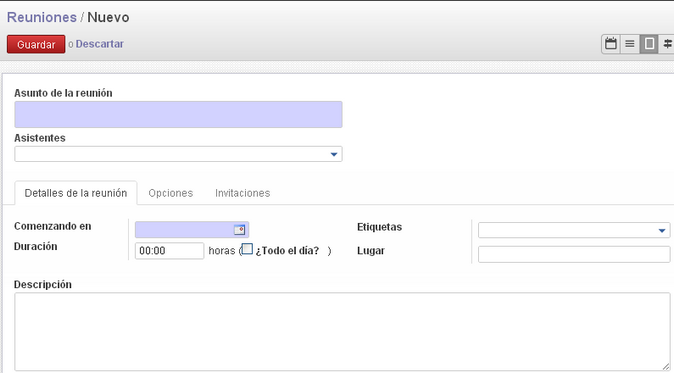 Reuniones / Nuevo
Guardar o Descartar
Asunto de la reunión
Asistentes
Detalles de la reunión Opciones Invitaciones
Comenzando en Etiquetas
Duración 00:00 horas ( ¿Todo el día? ) Lugar
Descripción